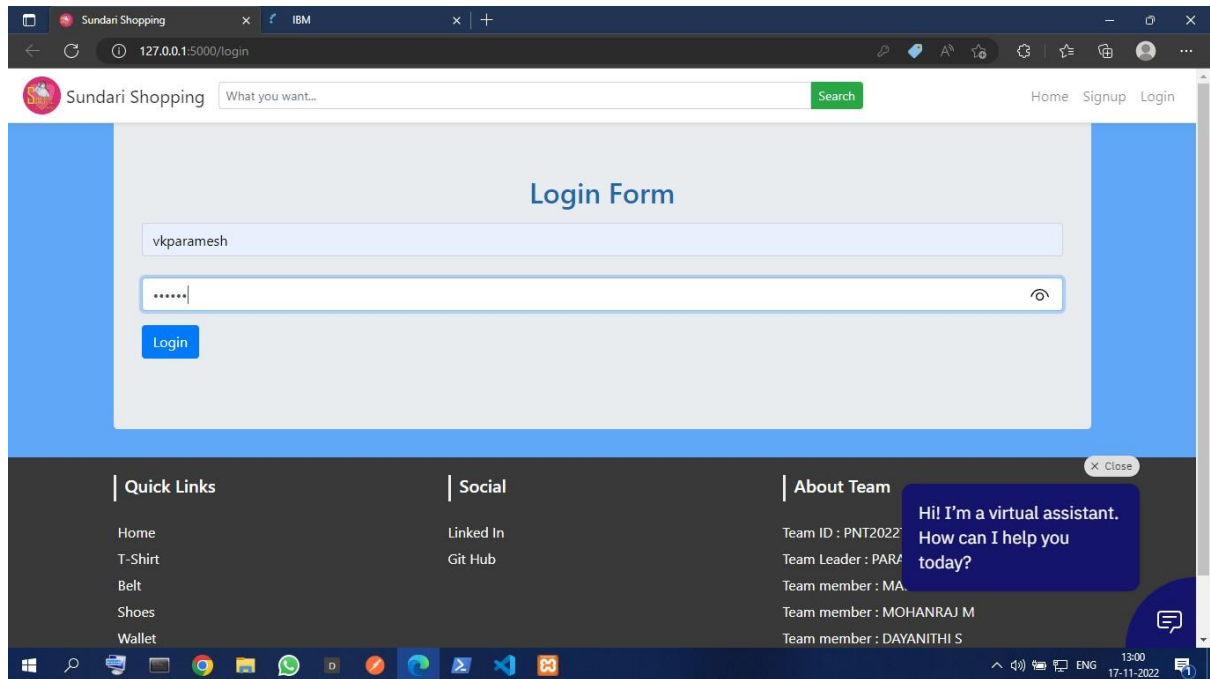 Sundari Shopping
IBM
127.0.0.1:5000/login
Sundari Shopping
What you want...
Search
Home Signup Login
Login Form
vkparamesh
••••••
Login
Quick Links
Home
T-Shirt
Belt
Shoes
Wallet
Social
Linked In
Git Hub
About Team
Team ID : PNT2022
Team Leader : PARA
Team member : MA
Team member : MOHANRAJ M
Team member : DAYANITHI S
Close
Hi! I'm a virtual assistant.
How can I help you
today?
ENG
13:00
17-11-2022